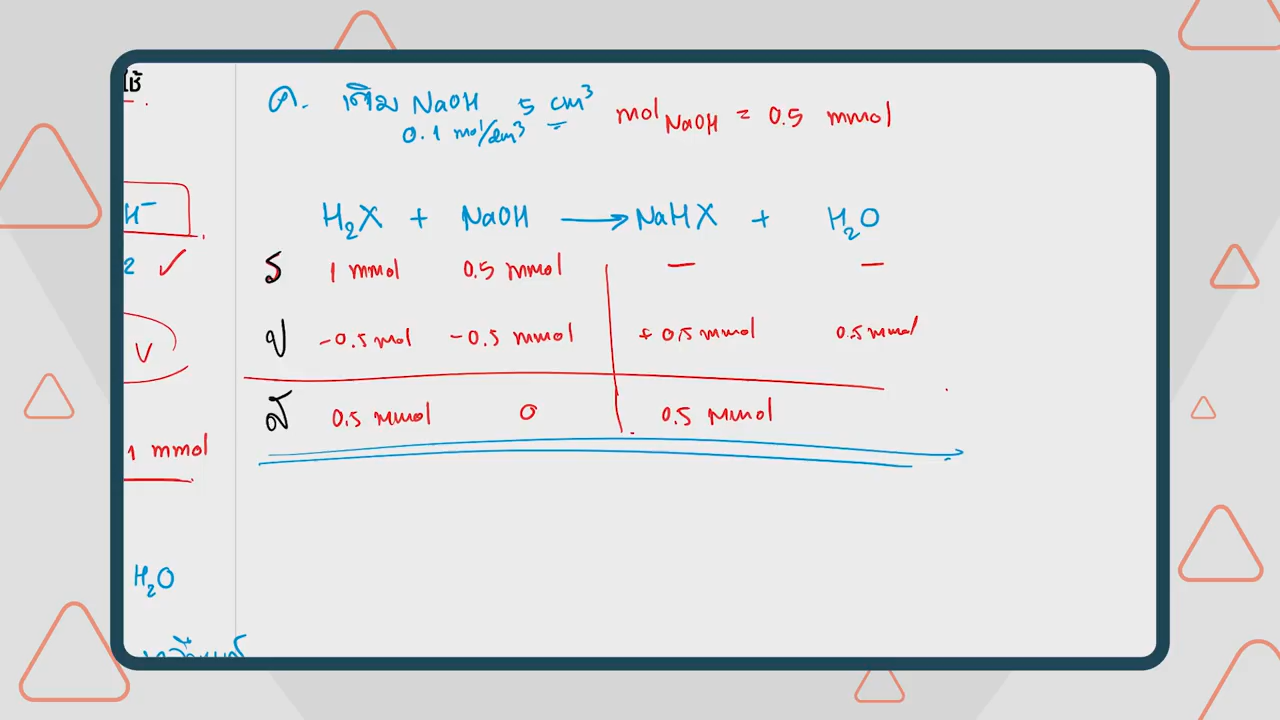 ใช้
ค. เติม NaOH 5 cm³ mol NaOH = 0.5 mmol
0.1 mol/dm³
H⁻
H₂X + NaOH → NaHX + H₂O
2 ✓ ร 1 mmol 0.5 mmol — —
V ป -0.5 mol -0.5 mmol +0.5 mmol 0.5 mmol
ส 0.5 mmol 0 0.5 mmol
1 mmol
H₂O